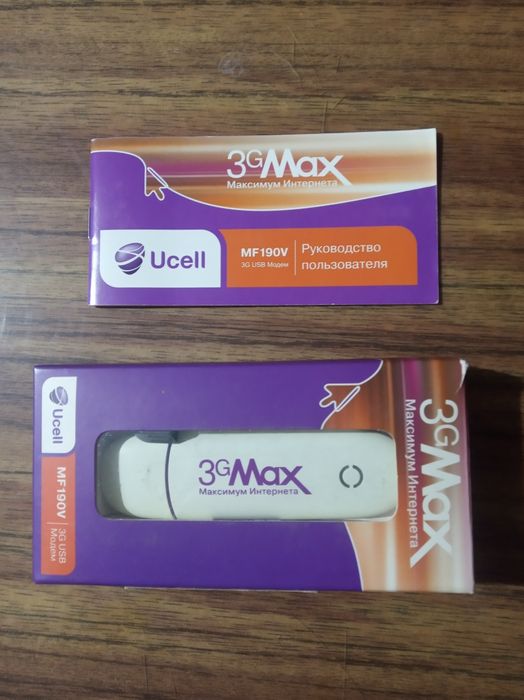 3GMax
Максимум Интернета
Ucell
MF190V
3G USB Модем
Руководство
пользователя
Ucell
MF190V
3G USB
Модем
3GMax
Максимум Интернета
3GMax
Максимум Интернета